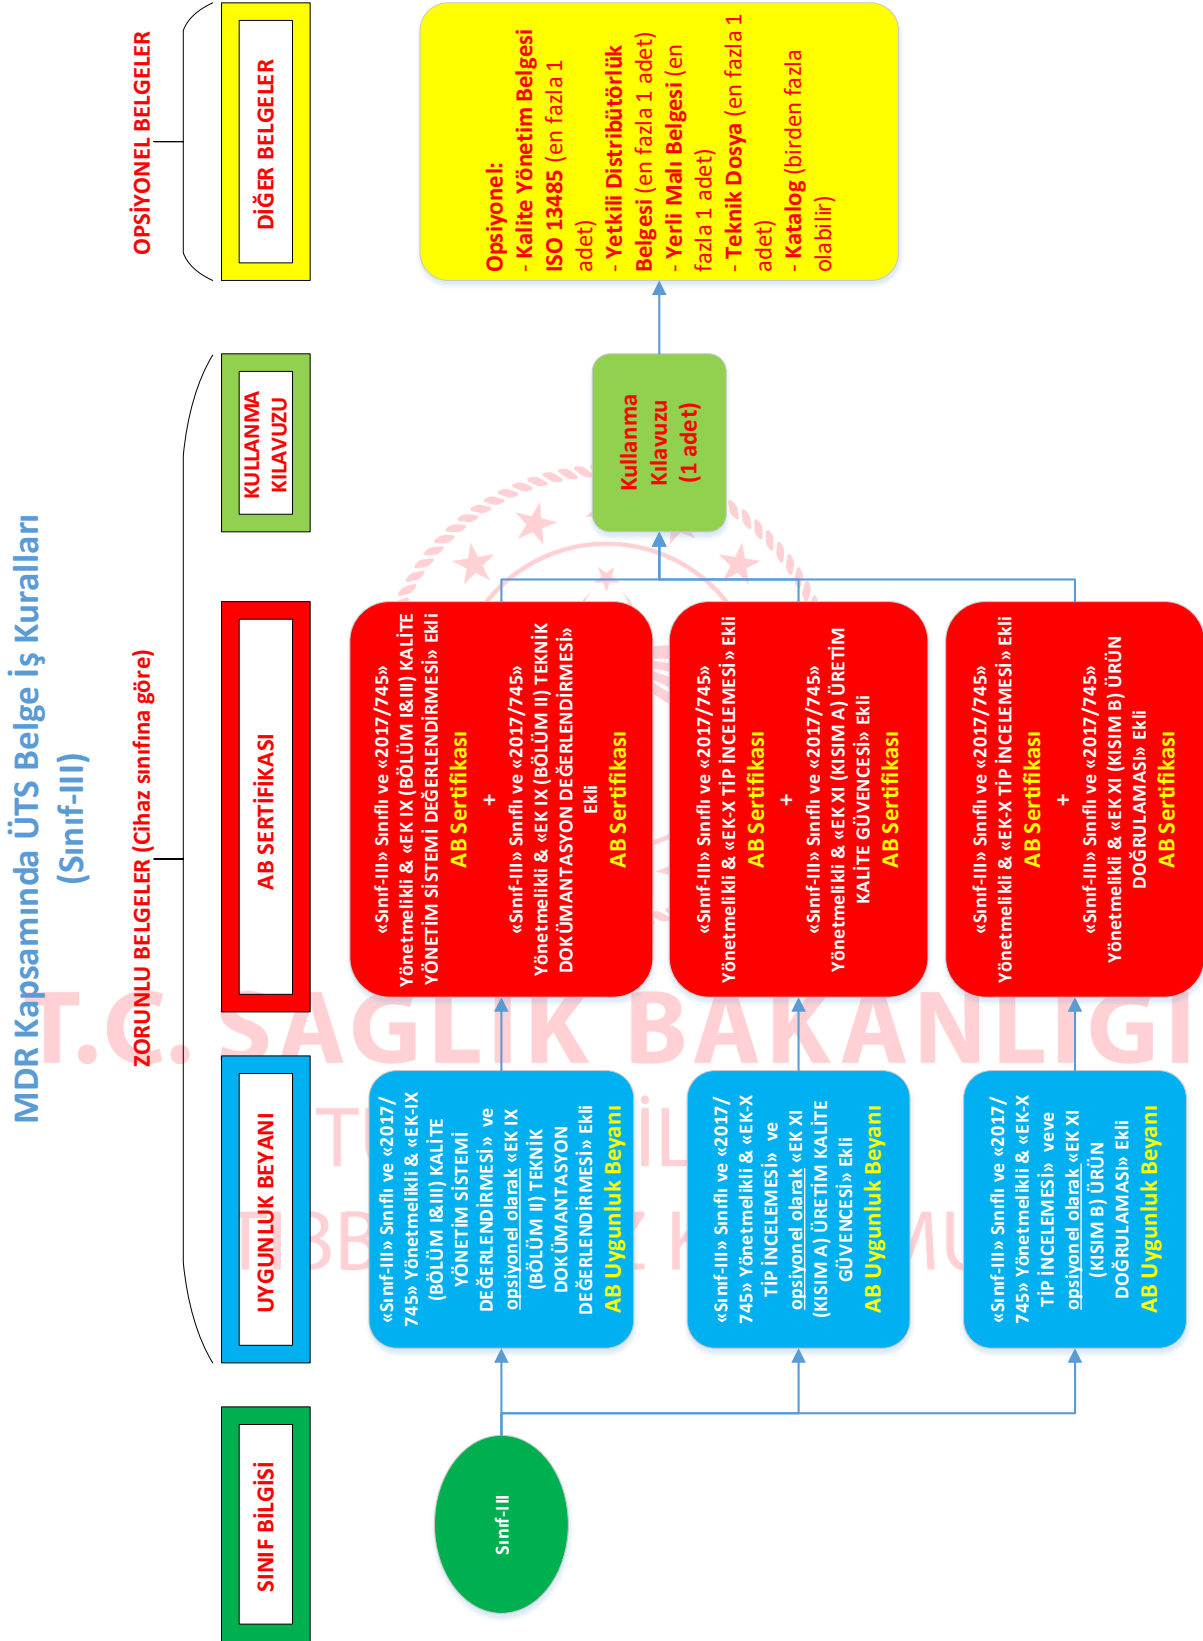 MDR Kapsamında ÜTS Belge İş Kuralları
(Sınıf-III)
ZORUNLU BELGELER (Cihaz sınıfına göre)
OPSİYONEL BELGELER
SINIF BİLGİSİ
UYGUNLUK BEYANI
AB SERTİFİKASI
KULLANMA
KILAVUZU
DİĞER BELGELER
Sınıf-III
«Sınıf-III» Sınıflı ve «2017/
745» Yönetmelikli & «EK-IX
(BÖLÜM I&III) KALİTE
YÖNETİM SİSTEMİ
DEĞERLENDİRMESİ» ve
opsiyonel olarak «EK IX
(BÖLÜM II) TEKNİK
DOKÜMANTASYON
DEĞERLENDİRMESİ» Ekli
AB Uygunluk Beyanı
«Sınıf-III» Sınıflı ve «2017/745»
Yönetmelikli & «EK IX (BÖLÜM I&III) KALİTE
YÖNETİM SİSTEMİ DEĞERLENDİRMESİ» Ekli
AB Sertifikası
+
«Sınıf-III» Sınıflı ve «2017/745»
Yönetmelikli & «EK IX (BÖLÜM II) TEKNİK
DOKÜMANTASYON DEĞERLENDİRMESİ»
Ekli
AB Sertifikası
«Sınıf-III» Sınıflı ve «2017/
745» Yönetmelikli & «EK-X
TİP İNCELEMESİ» ve
opsiyonel olarak «EK XI
(KISIM A) ÜRETİM KALİTE
GÜVENCESİ» Ekli
AB Uygunluk Beyanı
«Sınıf-III» Sınıflı ve «2017/745»
Yönetmelikli & «EK-X TİP İNCELEMESİ» Ekli
AB Sertifikası
+
«Sınıf-III» Sınıflı ve «2017/745»
Yönetmelikli & «EK XI (KISIM A) ÜRETİM
KALİTE GÜVENCESİ» Ekli
AB Sertifikası
«Sınıf-III» Sınıflı ve «2017/
745» Yönetmelikli & «EK-X
TİP İNCELEMESİ» veve
opsiyonel olarak «EK XI
(KISIM B) ÜRÜN
DOĞRULAMASI» Ekli
AB Uygunluk Beyanı
«Sınıf-III» Sınıflı ve «2017/745»
Yönetmelikli & «EK-X TİP İNCELEMESİ» Ekli
AB Sertifikası
+
«Sınıf-III» Sınıflı ve «2017/745»
Yönetmelikli & «EK XI (KISIM B) ÜRÜN
DOĞRULAMASI» Ekli
AB Sertifikası
Kullanma
Kılavuzu
(1 adet)
Opsiyonel:
- Kalite Yönetim Belgesi
ISO 13485 (en fazla 1
adet)
- Yetkili Distribütörlük
Belgesi (en fazla 1 adet)
- Yerli Malı Belgesi (en
fazla 1 adet)
- Teknik Dosya (en fazla 1
adet)
- Katalog (birden fazla
olabilir)
T.C. SAĞLIK BAKANLIĞI